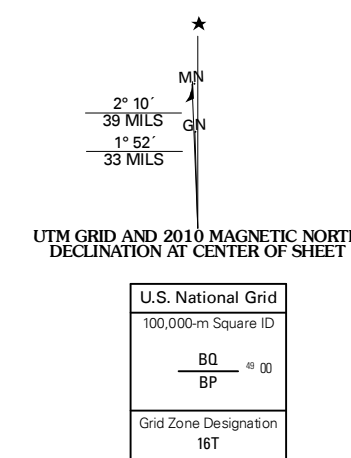 ★
MN
2° 10´
39 MILS
GN
1° 52´
33 MILS
UTM GRID AND 2010 MAGNETIC NORT
DECLINATION AT CENTER OF SHEET
U.S. National Grid
100,000-m Square ID
BQ
49 00
BP
Grid Zone Designation
16T